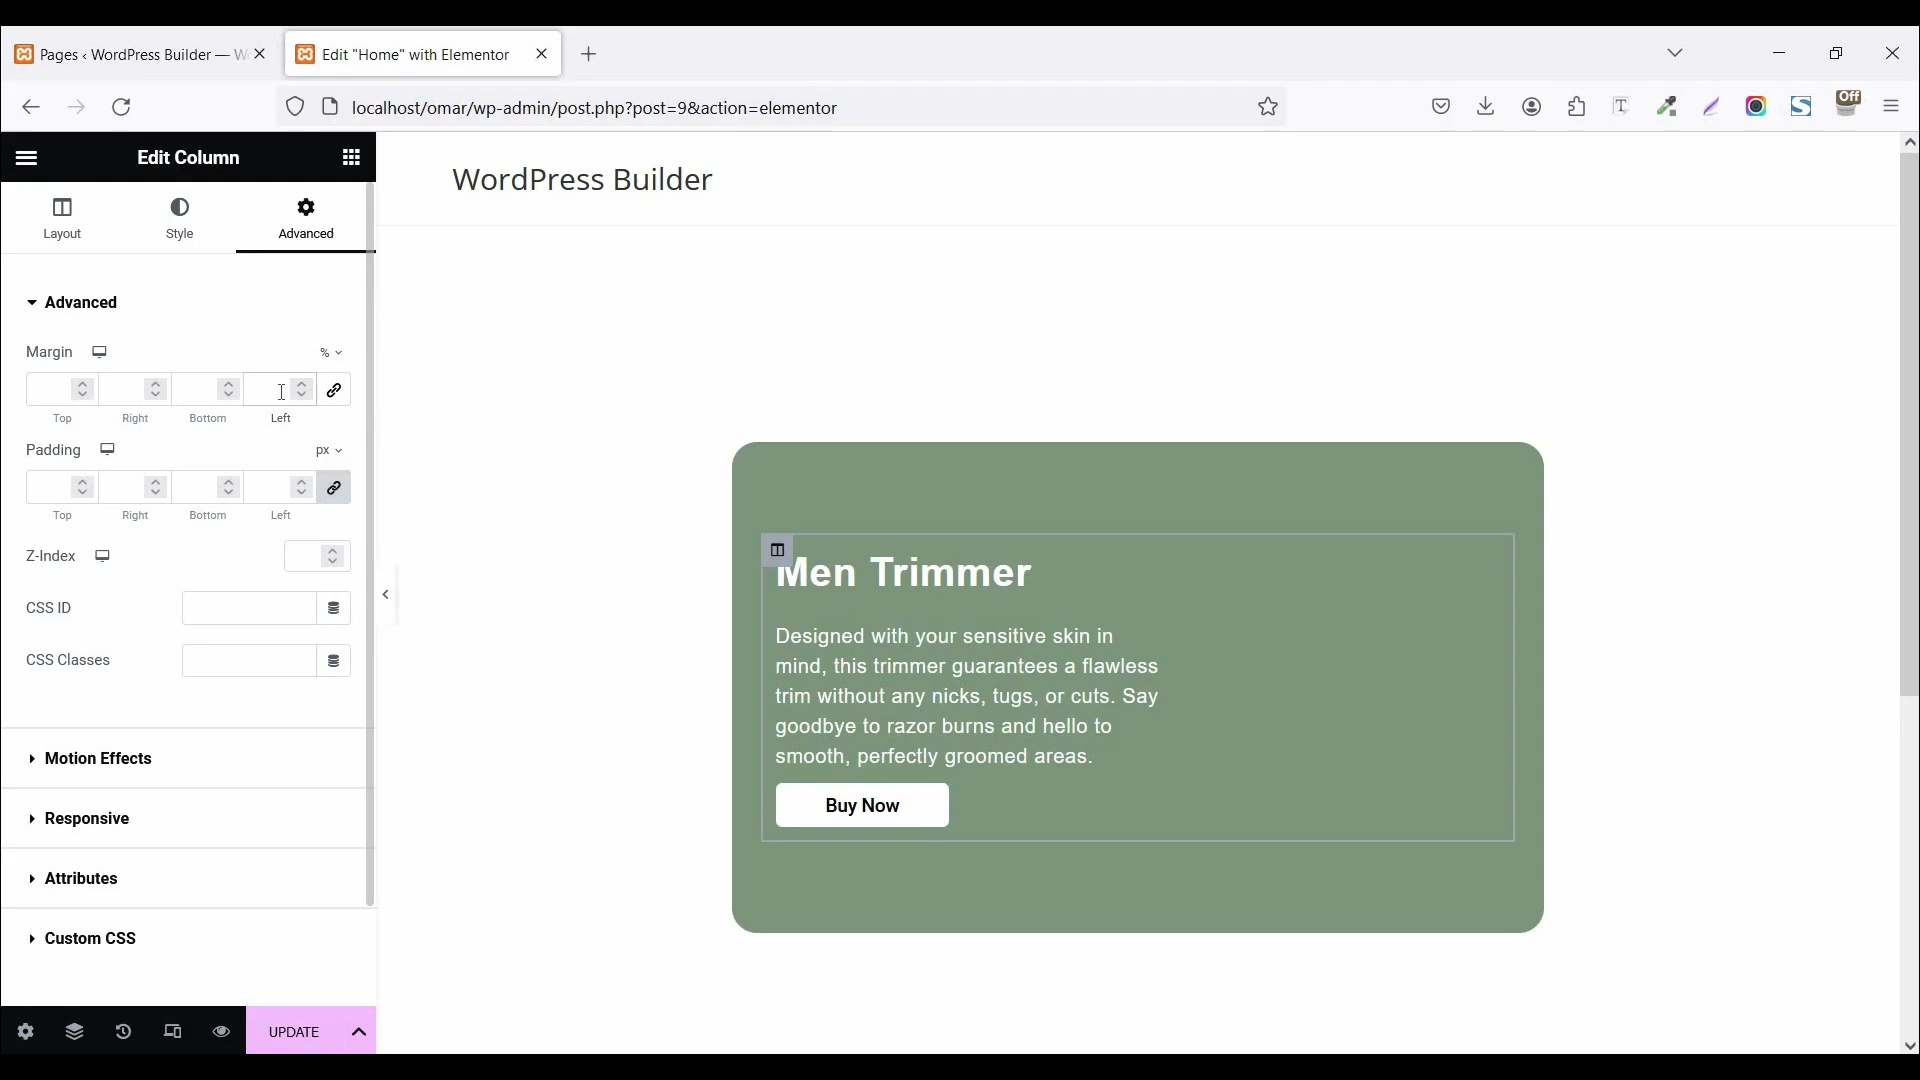 Pages ‹ WordPress Builder — W
Edit "Home" with Elementor
localhost/omar/wp-admin/post.php?post=9&action=elementor
Off
Edit Column
Layout
Style
Advanced
Advanced
Margin
%
Top
Right
Bottom
Left
Padding
px
Top
Right
Bottom
Left
Z-Index
CSS ID
CSS Classes
Motion Effects
Responsive
Attributes
Custom CSS
UPDATE
WordPress Builder
Men Trimmer
Designed with your sensitive skin in
mind, this trimmer guarantees a flawless
trim without any nicks, tugs, or cuts. Say
goodbye to razor burns and hello to
smooth, perfectly groomed areas.
Buy Now